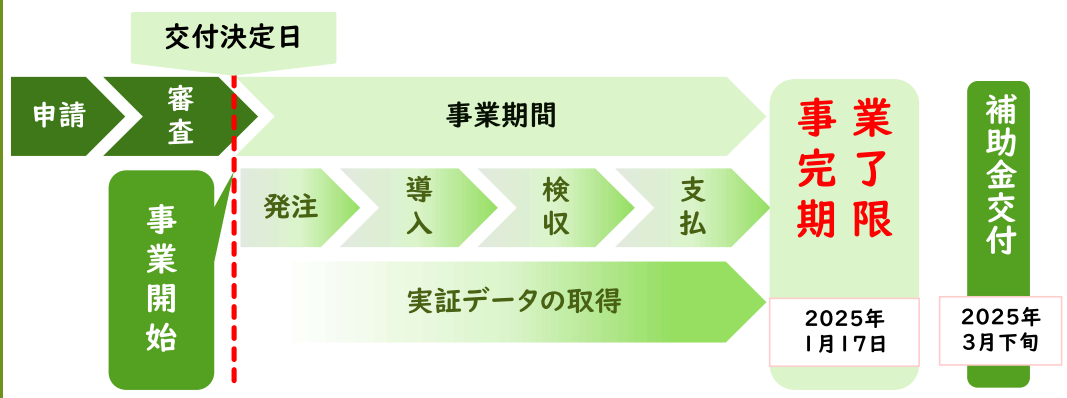 交付決定日
申請
審
査
事業期間
事 業
完 了
期 限
補
助
金
交
付
事
業
開
始
発注
導
入
検
収
支
払
実証データの取得
2025年
1月17日
2025年
3月下旬